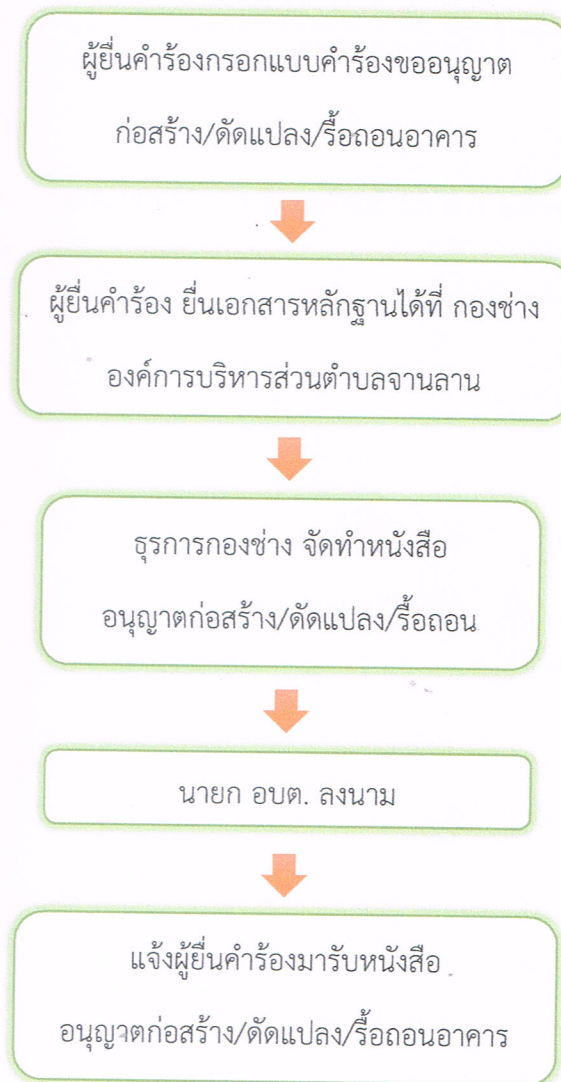 ผู้ยื่นคำร้องกรอกแบบคำร้องขออนุญาต
ก่อสร้าง/ดัดแปลง/รื้อถอนอาคาร
ผู้ยื่นคำร้อง ยื่นเอกสารหลักฐานได้ที่ กองช่าง
องค์การบริหารส่วนตำบลจานลาน
ธุรการกองช่าง จัดทำหนังสือ
อนุญาตก่อสร้าง/ดัดแปลง/รื้อถอน
นายก อบต. ลงนาม
แจ้งผู้ยื่นคำร้องมารับหนังสือ
อนุญาตก่อสร้าง/ดัดแปลง/รื้อถอนอาคาร